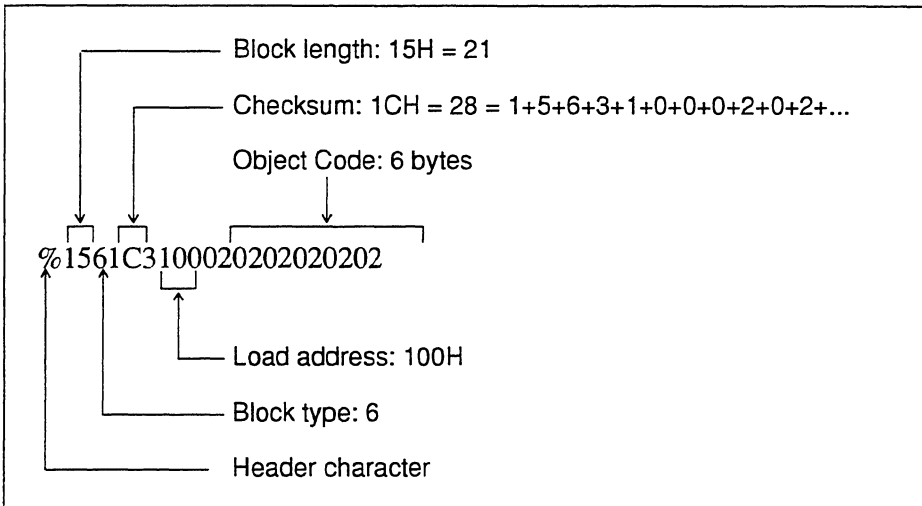 Block length: 15H = 21
Checksum: 1CH = 28 = 1+5+6+3+1+0+0+0+2+0+2+...
Object Code: 6 bytes
%1561C3100020202020202
Load address: 100H
Block type: 6
Header character